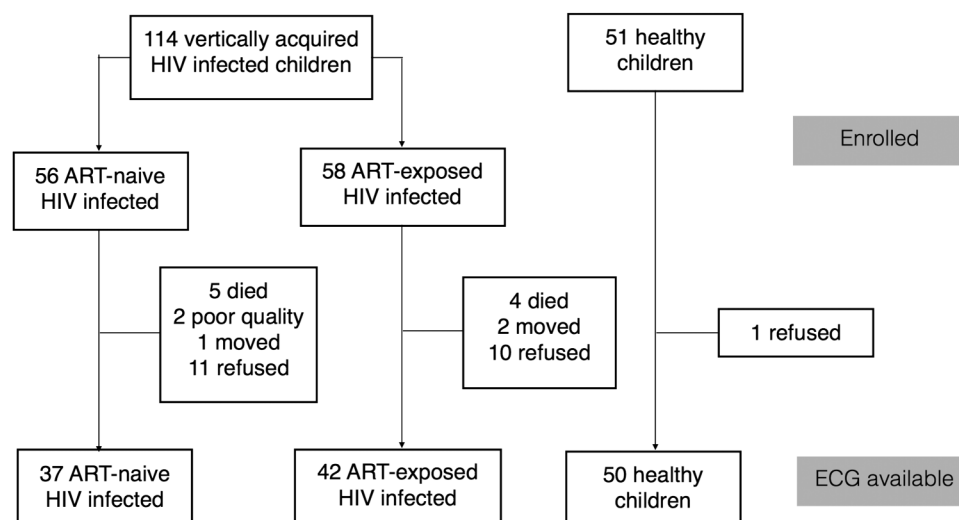 114 vertically acquired
HIV infected children
51 healthy
children
Enrolled
56 ART-naive
HIV infected
58 ART-exposed
HIV infected
5 died
2 poor quality
1 moved
11 refused
4 died
2 moved
10 refused
1 refused
37 ART-naive
HIV infected
42 ART-exposed
HIV infected
50 healthy
children
ECG available